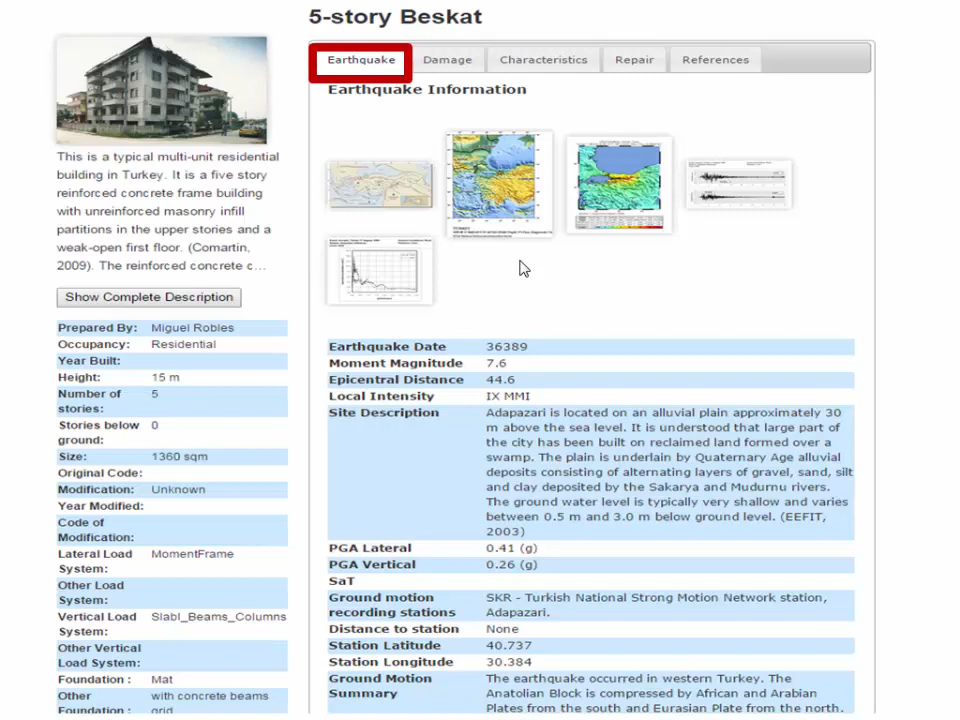 5-story Beskat
This is a typical multi-unit residential
building in Turkey. It is a five story
reinforced concrete frame building
with unreinforced masonry infill
partitions in the upper stories and a
weak-open first floor. (Comartin,
2009). The reinforced concrete c...
Show Complete Description
Prepared By: Miguel Robles
Occupancy: Residential
Year Built:
Height: 15 m
Number of 5
stories:
Stories below 0
ground:
Size: 1360 sqm
Original Code:
Modification: Unknown
Year Modified:
Code of
Modification:
Lateral Load MomentFrame
System:
Other Load
System:
Vertical Load Slabl_Beams_Columns
System:
Other Vertical
Load System:
Foundation : Mat
Other with concrete beams
Foundation : grid
Earthquake Damage Characteristics Repair References
Earthquake Information
Earthquake Date 36389
Moment Magnitude 7.6
Epicentral Distance 44.6
Local Intensity IX MMI
Site Description Adapazari is located on an alluvial plain approximately 30
m above the sea level. It is understood that large part of
the city has been built on reclaimed land formed over a
swamp. The plain is underlain by Quaternary Age alluvial
deposits consisting of alternating layers of gravel, sand, silt
and clay deposited by the Sakarya and Mudurnu rivers.
The ground water level is typically very shallow and varies
between 0.5 m and 3.0 m below ground level. (EEFIT,
2003)
PGA Lateral 0.41 (g)
PGA Vertical 0.26 (g)
SaT
Ground motion SKR - Turkish National Strong Motion Network station,
recording stations Adapazari.
Distance to station None
Station Latitude 40.737
Station Longitude 30.384
Ground Motion The earthquake occurred in western Turkey. The
Summary Anatolian Block is compressed by African and Arabian
Plates from the south and Eurasian Plate from the north.